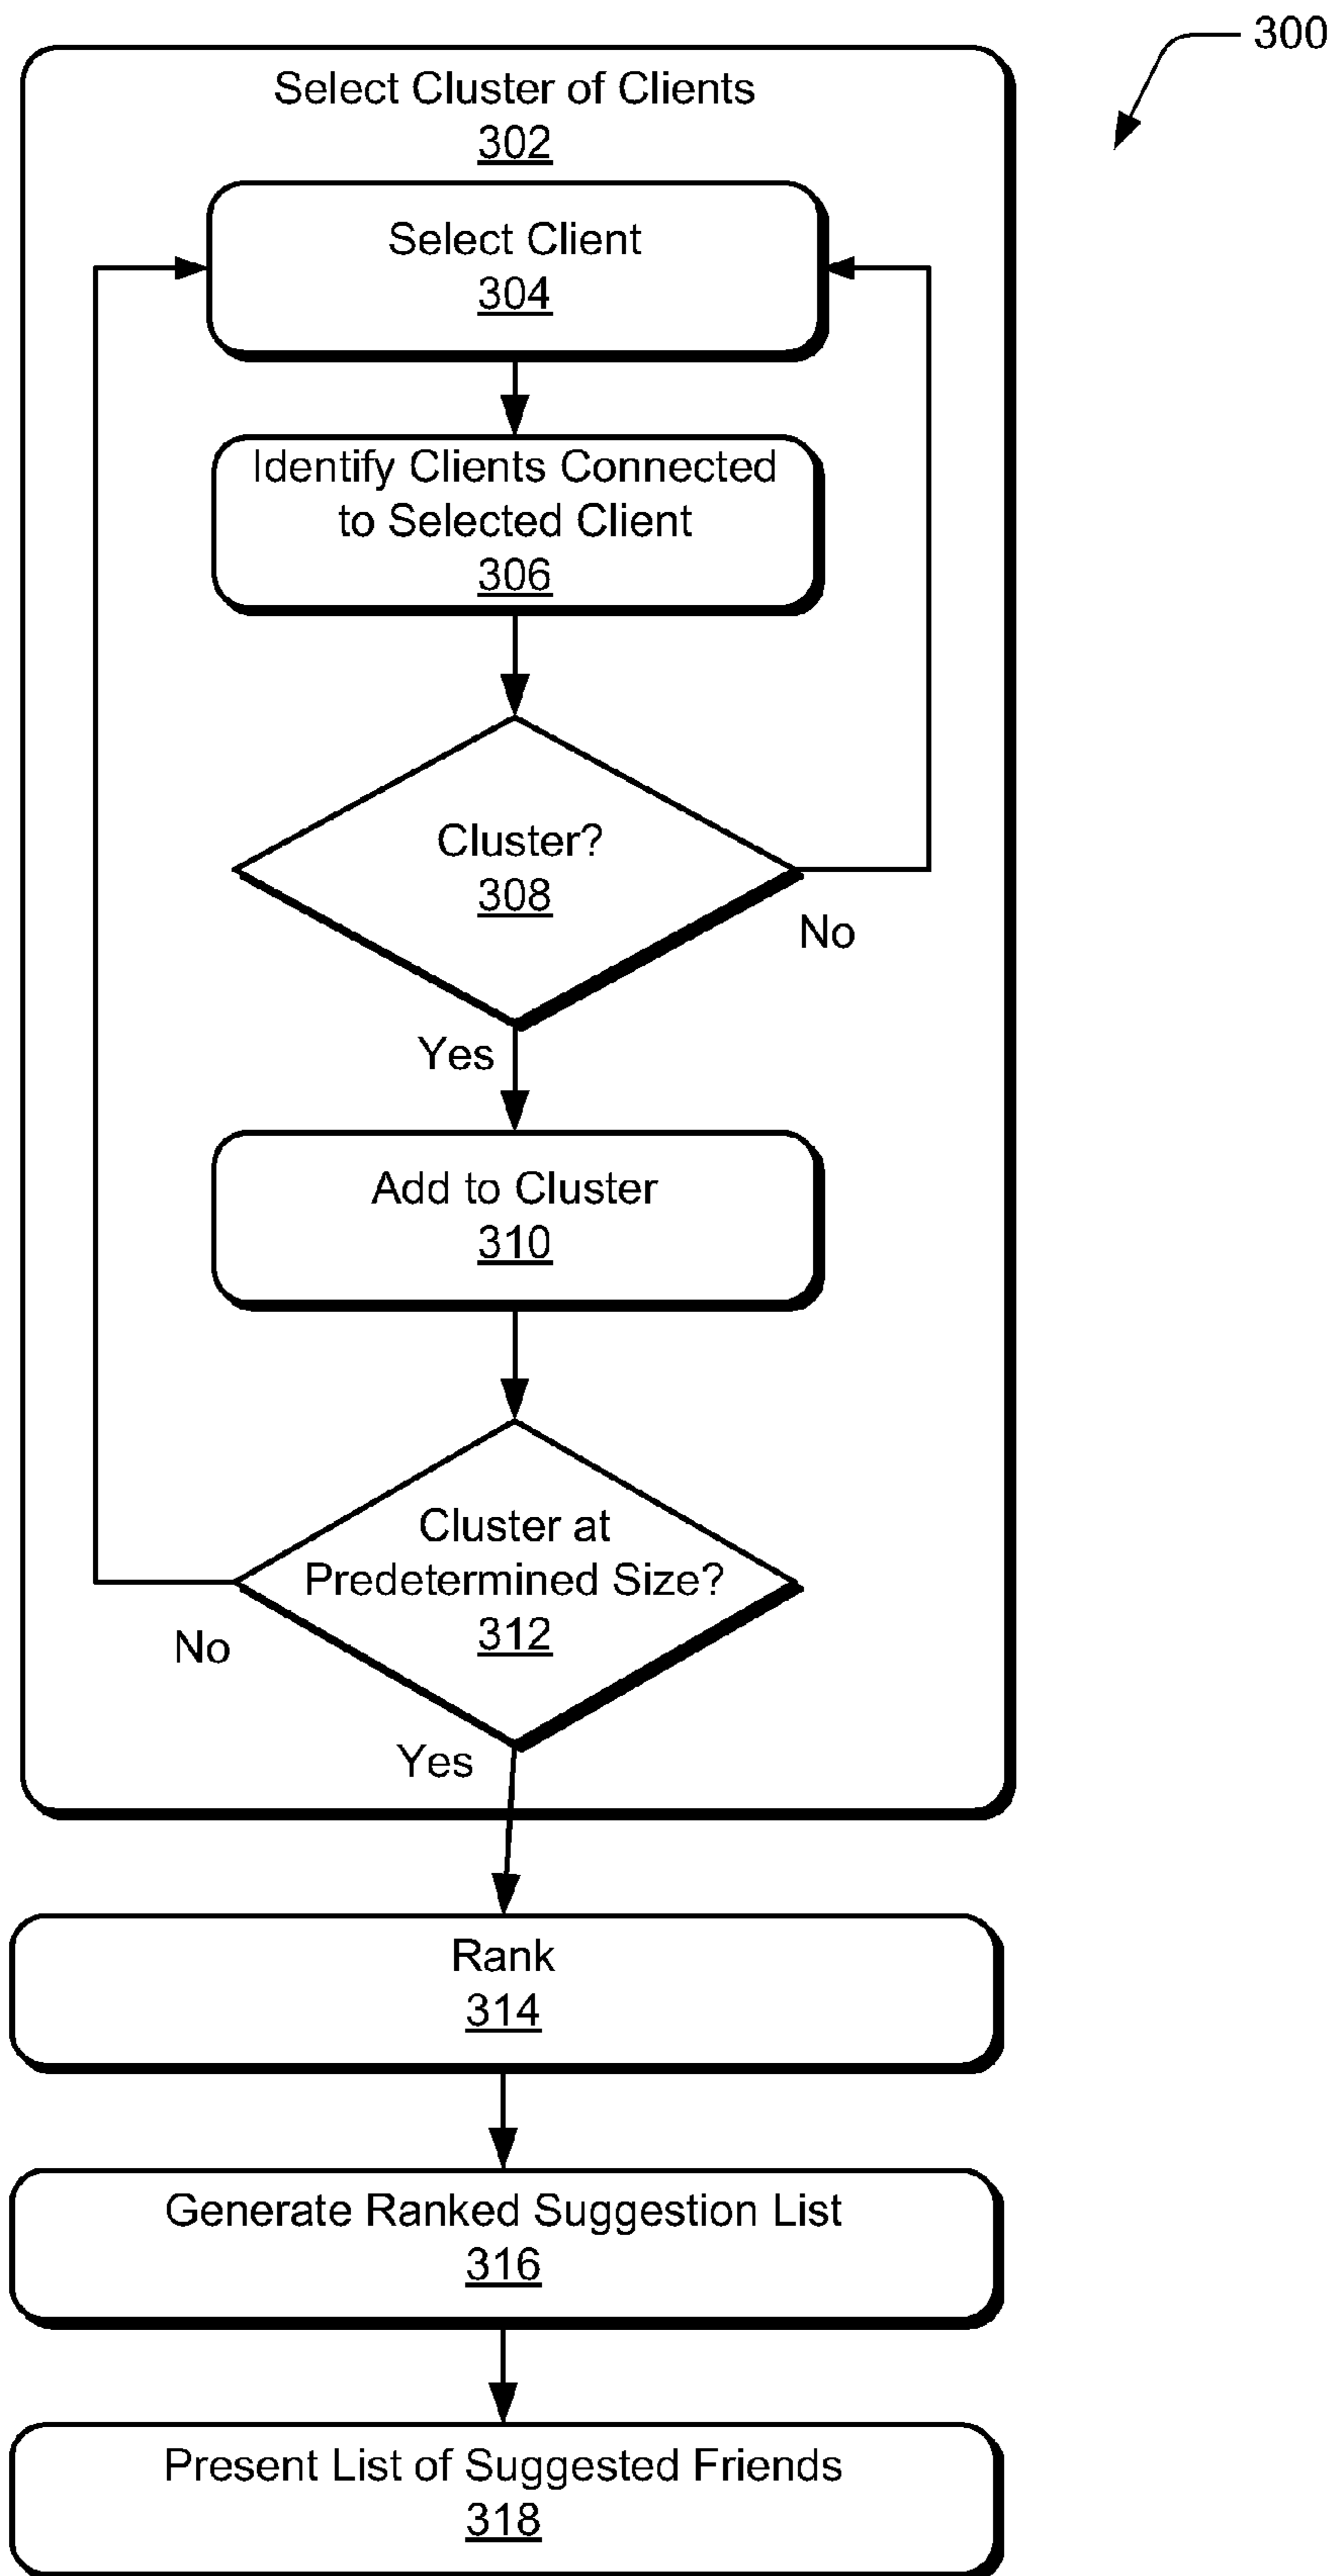 300
Select Cluster of Clients
302
Select Client
304
Identify Clients Connected
to Selected Client
306
Cluster?
308
No
Yes
Add to Cluster
310
Cluster at
Predetermined Size?
312
No
Yes
Rank
314
Generate Ranked Suggestion List
316
Present List of Suggested Friends
318